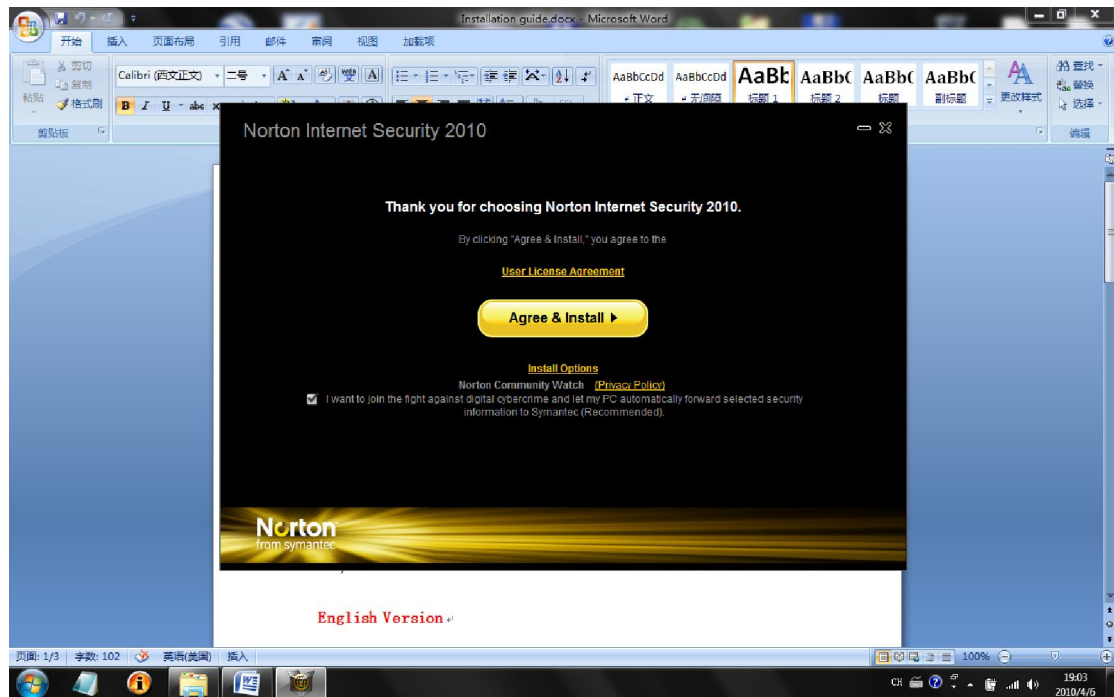 Installation guide.docx - Microsoft Word
开始 插入 页面布局 引用 邮件 审阅 视图 加载项
剪切
复制
粘贴 格式刷
剪贴板
Calibri (西文正文) 二号
B I U abc
AaBbCcDd AaBbCcDd AaBb AaBb( AaBb( AaBb(
正文 无间隔 标题 1 标题 2 标题 副标题
更改样式
查找
替换
选择
编辑
Norton Internet Security 2010
Thank you for choosing Norton Internet Security 2010.
By clicking "Agree & Install," you agree to the
User License Agreement
Agree & Install
Install Options
Norton Community Watch (Privacy Policy)
I want to join the fight against digital cybercrime and let my PC automatically forward selected security
information to Symantec (Recommended).
Norton
from symantec
English Version
页面: 1/3 字数: 102 英语(美国) 插入 100%
CH 19:03
2010/4/6